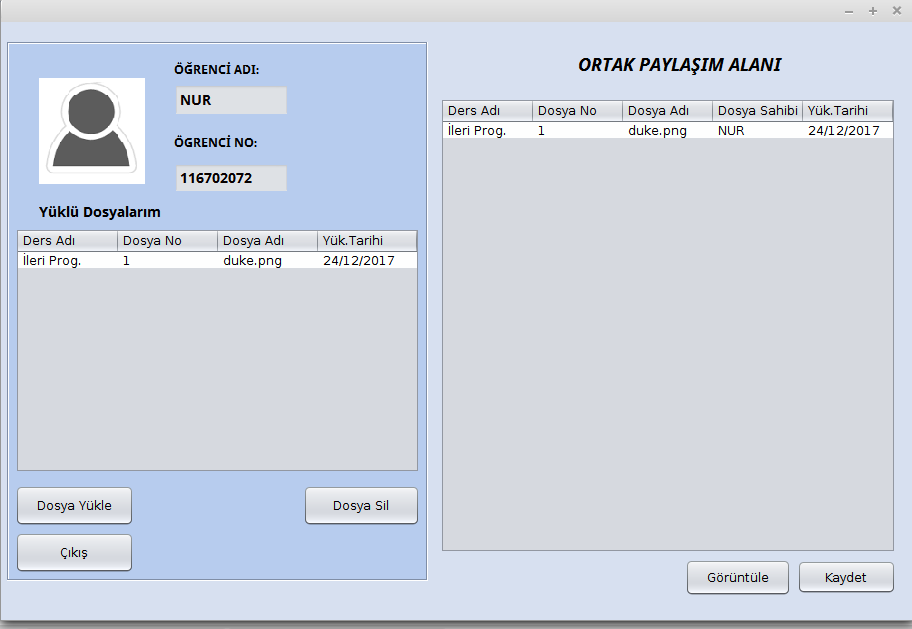 ÖĞRENCİ ADI:
NUR
ÖGRENCİ NO:
116702072
Yüklü Dosyalarım
Ders Adı Dosya No Dosya Adı Yük.Tarihi
İleri Prog. 1 duke.png 24/12/2017
Dosya Yükle Dosya Sil
Çıkış
ORTAK PAYLAŞIM ALANI
Ders Adı Dosya No Dosya Adı Dosya Sahibi Yük.Tarihi
İleri Prog. 1 duke.png NUR 24/12/2017
Görüntüle Kaydet